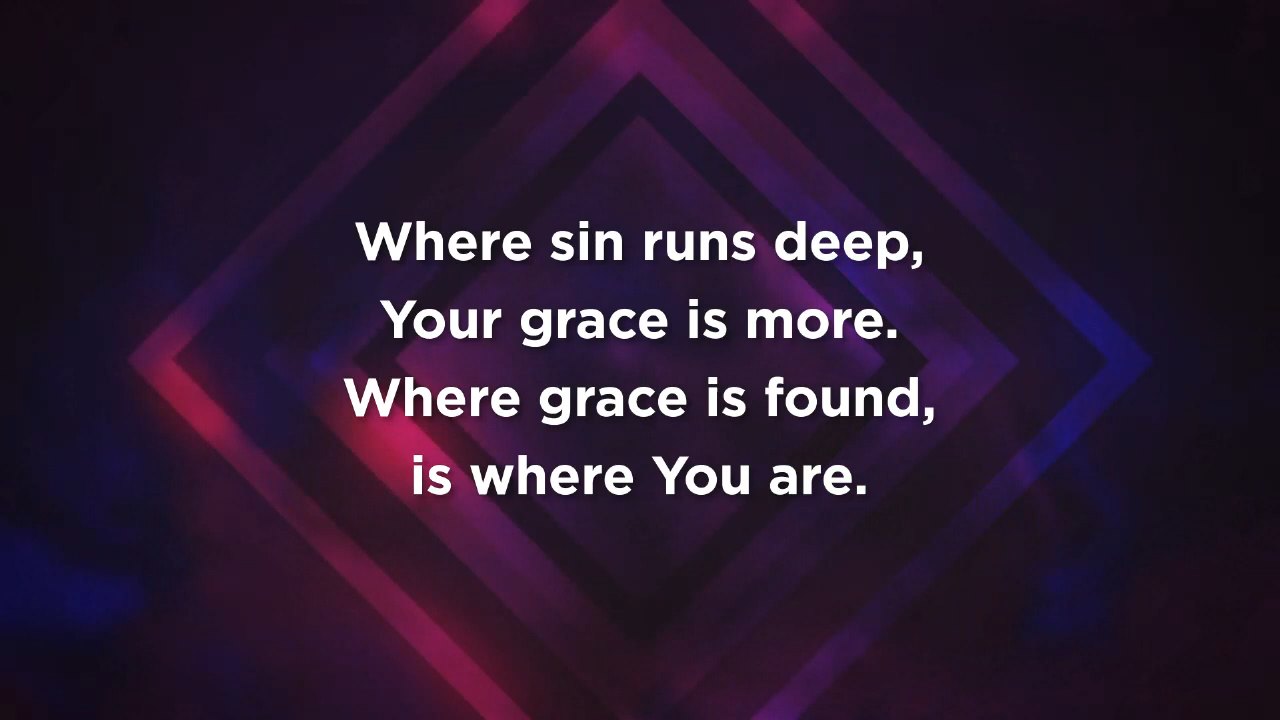 Where sin runs deep,
Your grace is more.
Where grace is found,
is where You are.